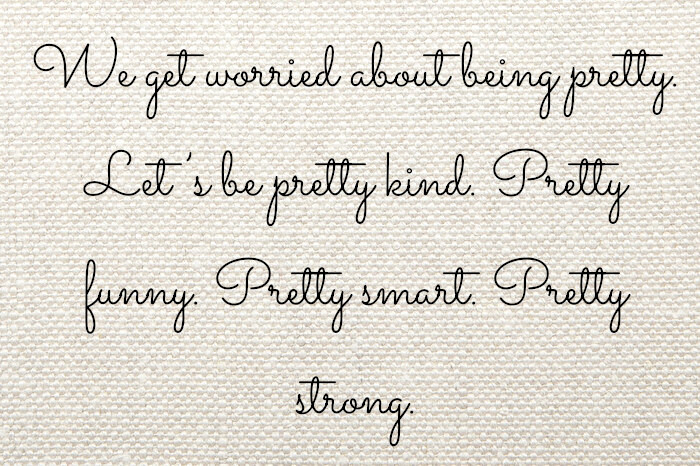 We get worried about being pretty.
Let's be pretty kind. Pretty
funny. Pretty smart. Pretty
strong.